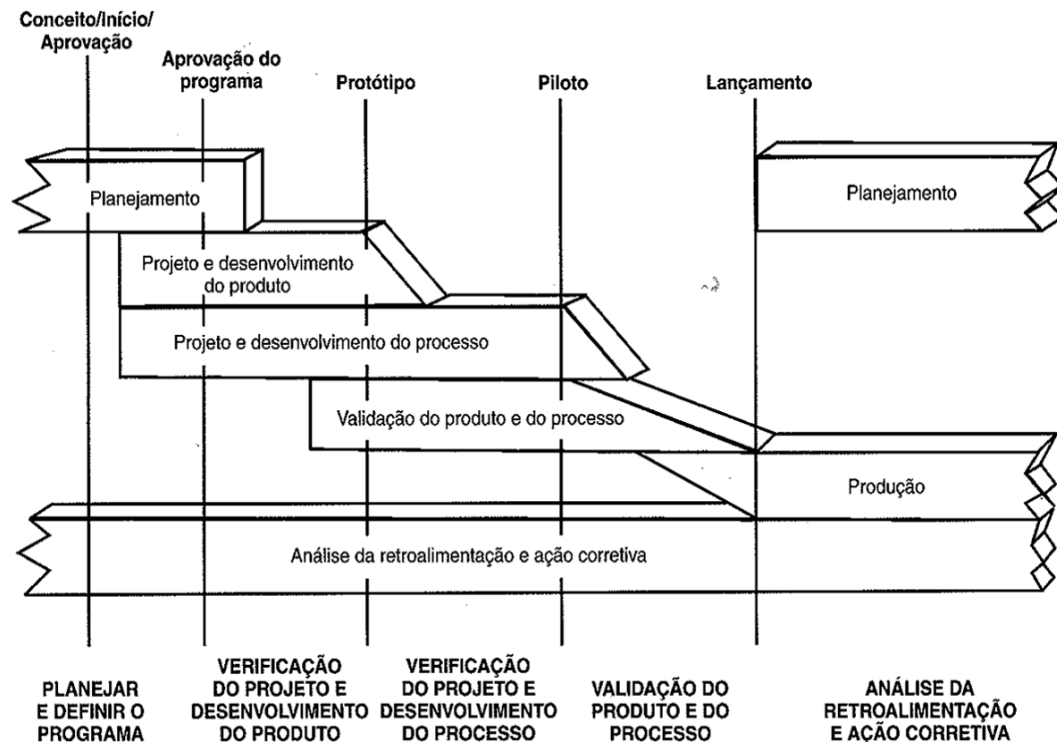 Conceito/Início/
Aprovação
Aprovação do
programa
Protótipo
Piloto
Lançamento
Planejamento
Planejamento
Projeto e desenvolvimento
do produto
Projeto e desenvolvimento do processo
Validação do produto e do processo
Produção
Análise da retroalimentação e ação corretiva
PLANEJAR
E DEFINIR O
PROGRAMA
VERIFICAÇÃO
DO PROJETO E
DESENVOLVIMENTO
DO PRODUTO
VERIFICAÇÃO
DO PROJETO E
DESENVOLVIMENTO
DO PROCESSO
VALIDAÇÃO DO
PRODUTO E DO
PROCESSO
ANÁLISE DA
RETROALIMENTAÇÃO
E AÇÃO CORRETIVA